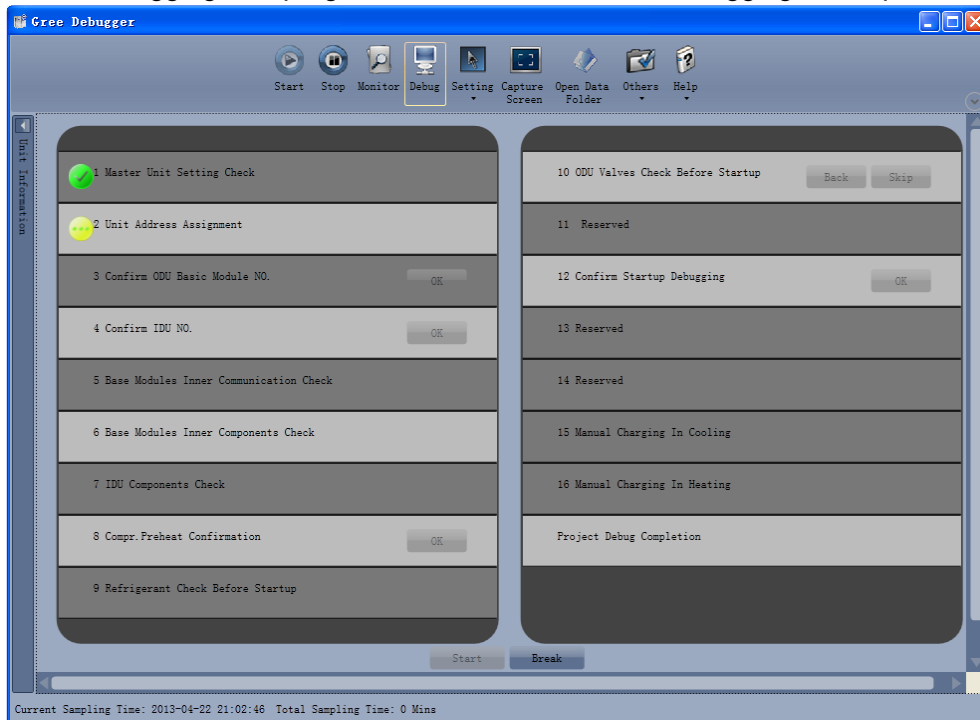 Gree Debugger
Start Stop Monitor Debug Setting Capture Screen Open Data Folder Others Help
Unit Information
1 Master Unit Setting Check
2 Unit Address Assignment
3 Confirm ODU Basic Module NO. OK
4 Confirm IDU NO. OK
5 Base Modules Inner Communication Check
6 Base Modules Inner Components Check
7 IDU Components Check
8 Compr.Preheat Confirmation OK
9 Refrigerant Check Before Startup
10 ODU Valves Check Before Startup Back Skip
11 Reserved
12 Confirm Startup Debugging OK
13 Reserved
14 Reserved
15 Manual Charging In Cooling
16 Manual Charging In Heating
Project Debug Completion
Start Break
Current Sampling Time: 2013-04-22 21:02:46 Total Sampling Time: 0 Mins